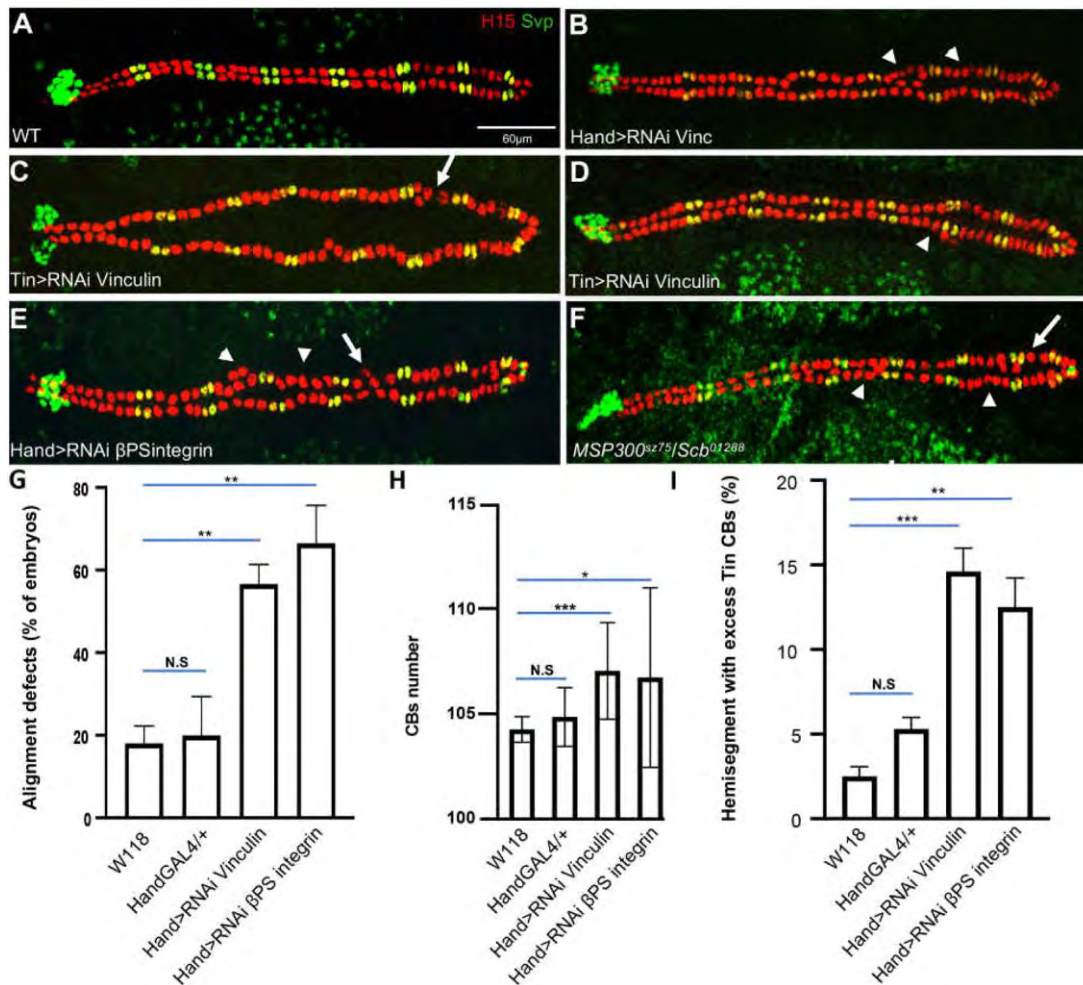 A
H15 Svp
WT
60µm
B
Hand>RNAi Vinc
C
Tin>RNAi Vinculin
D
Tin>RNAi Vinculin
E
Hand>RNAi βPSintegrin
F
MSP300sz75/Scb01288
G
Alignment defects (% of embryos)
80
60
40
20
0
**
**
N.S
W118
HandGAL4/+
Hand>RNAi Vinculin
Hand>RNAi βPS integrin
H
CBs number
115
110
105
100
*
***
N.S
W118
HandGAL4/+
Hand>RNAi Vinculin
Hand>RNAi βPS integrin
I
Hemisegment with excess Tin CBs (%)
20
15
10
5
0
**
***
N.S
W118
HandGAL4/+
Hand>RNAi Vinculin
Hand>RNAi βPS integrin